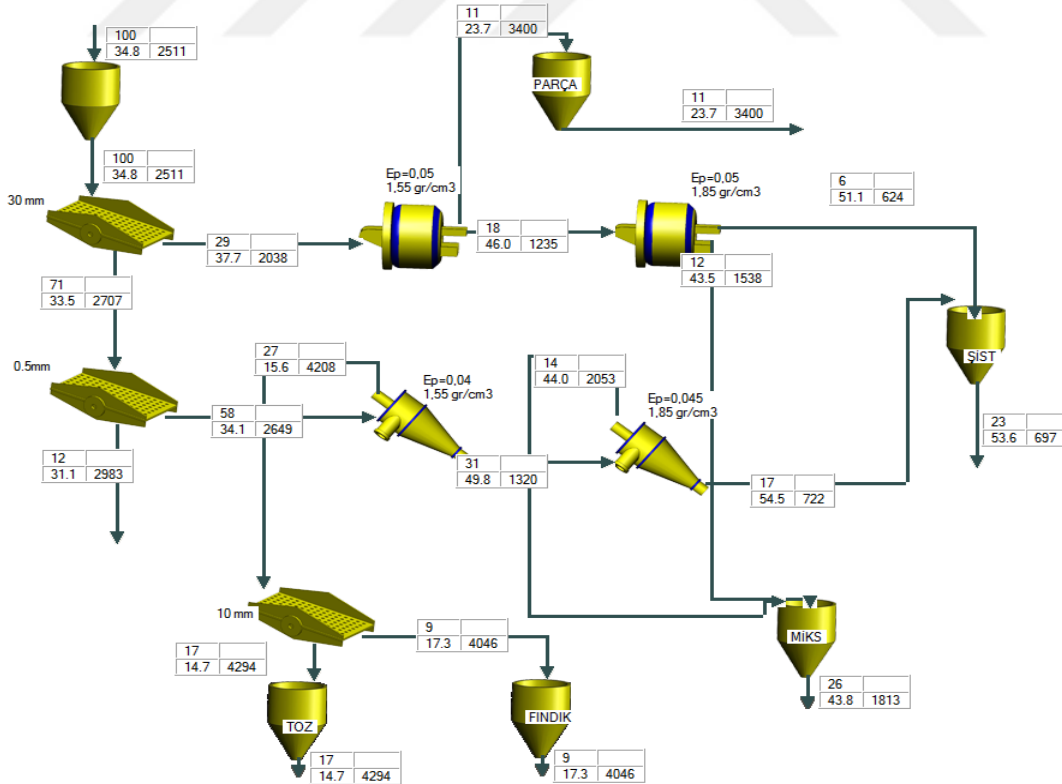 11
23.7 3400
100
34.8 2511
PARÇA
11
23.7 3400
100
34.8 2511
Ep=0,05
1,55 gr/cm3
Ep=0,05
1,85 gr/cm3
6
51.1 624
30 mm
29
37.7 2038
18
46.0 1235
12
43.5 1538
71
33.5 2707
ŞİST
0.5mm
27
15.6 4208
Ep=0,04
1,55 gr/cm3
14
44.0 2053
Ep=0,045
1,85 gr/cm3
58
34.1 2649
23
53.6 697
12
31.1 2983
31
49.8 1320
17
54.5 722
10 mm
9
17.3 4046
MİKS
17
14.7 4294
26
43.8 1813
TOZ
FINDIK
17
14.7 4294
9
17.3 4046